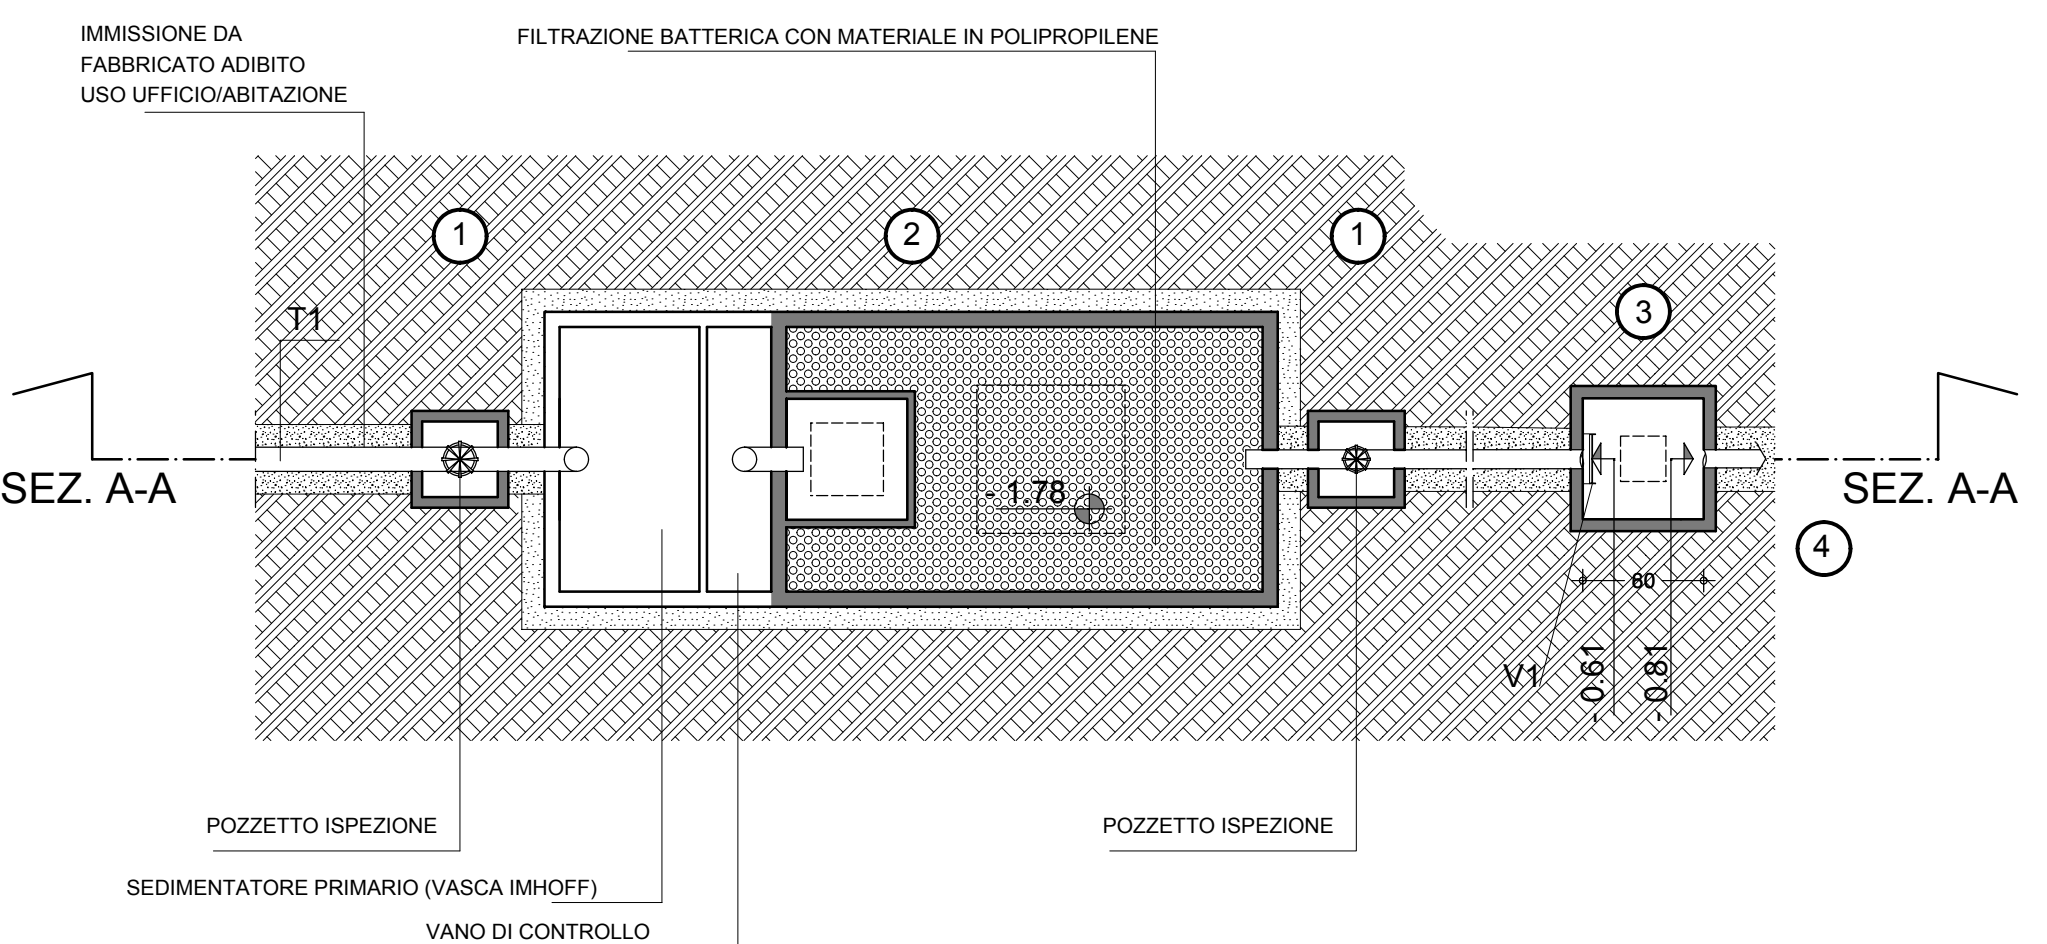 IMMISSIONE DA
FABBRICATO ADIBITO
USO UFFICIO/ABITAZIONE
FILTRAZIONE BATTERICA CON MATERIALE IN POLIPROPILENE
1
2
1
3
T1
SEZ. A-A
- 1.78
SEZ. A-A
4
60
V1
- 0.61
- 0.81
POZZETTO ISPEZIONE
POZZETTO ISPEZIONE
SEDIMENTATORE PRIMARIO (VASCA IMHOFF)
VANO DI CONTROLLO